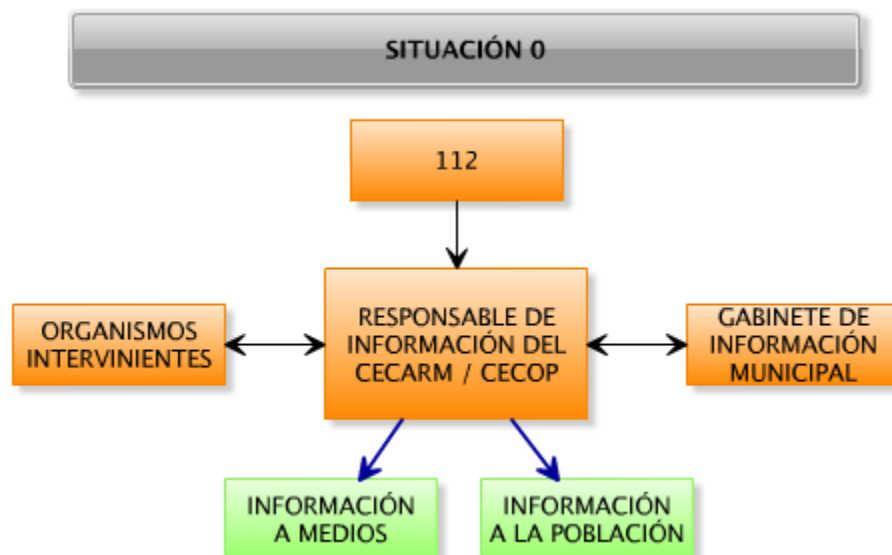 SITUACIÓN 0
112
ORGANISMOS
INTERVINIENTES
RESPONSABLE DE
INFORMACIÓN DEL
CECARM / CECOP
GABINETE DE
INFORMACIÓN
MUNICIPAL
INFORMACIÓN
A MEDIOS
INFORMACIÓN
A LA POBLACIÓN